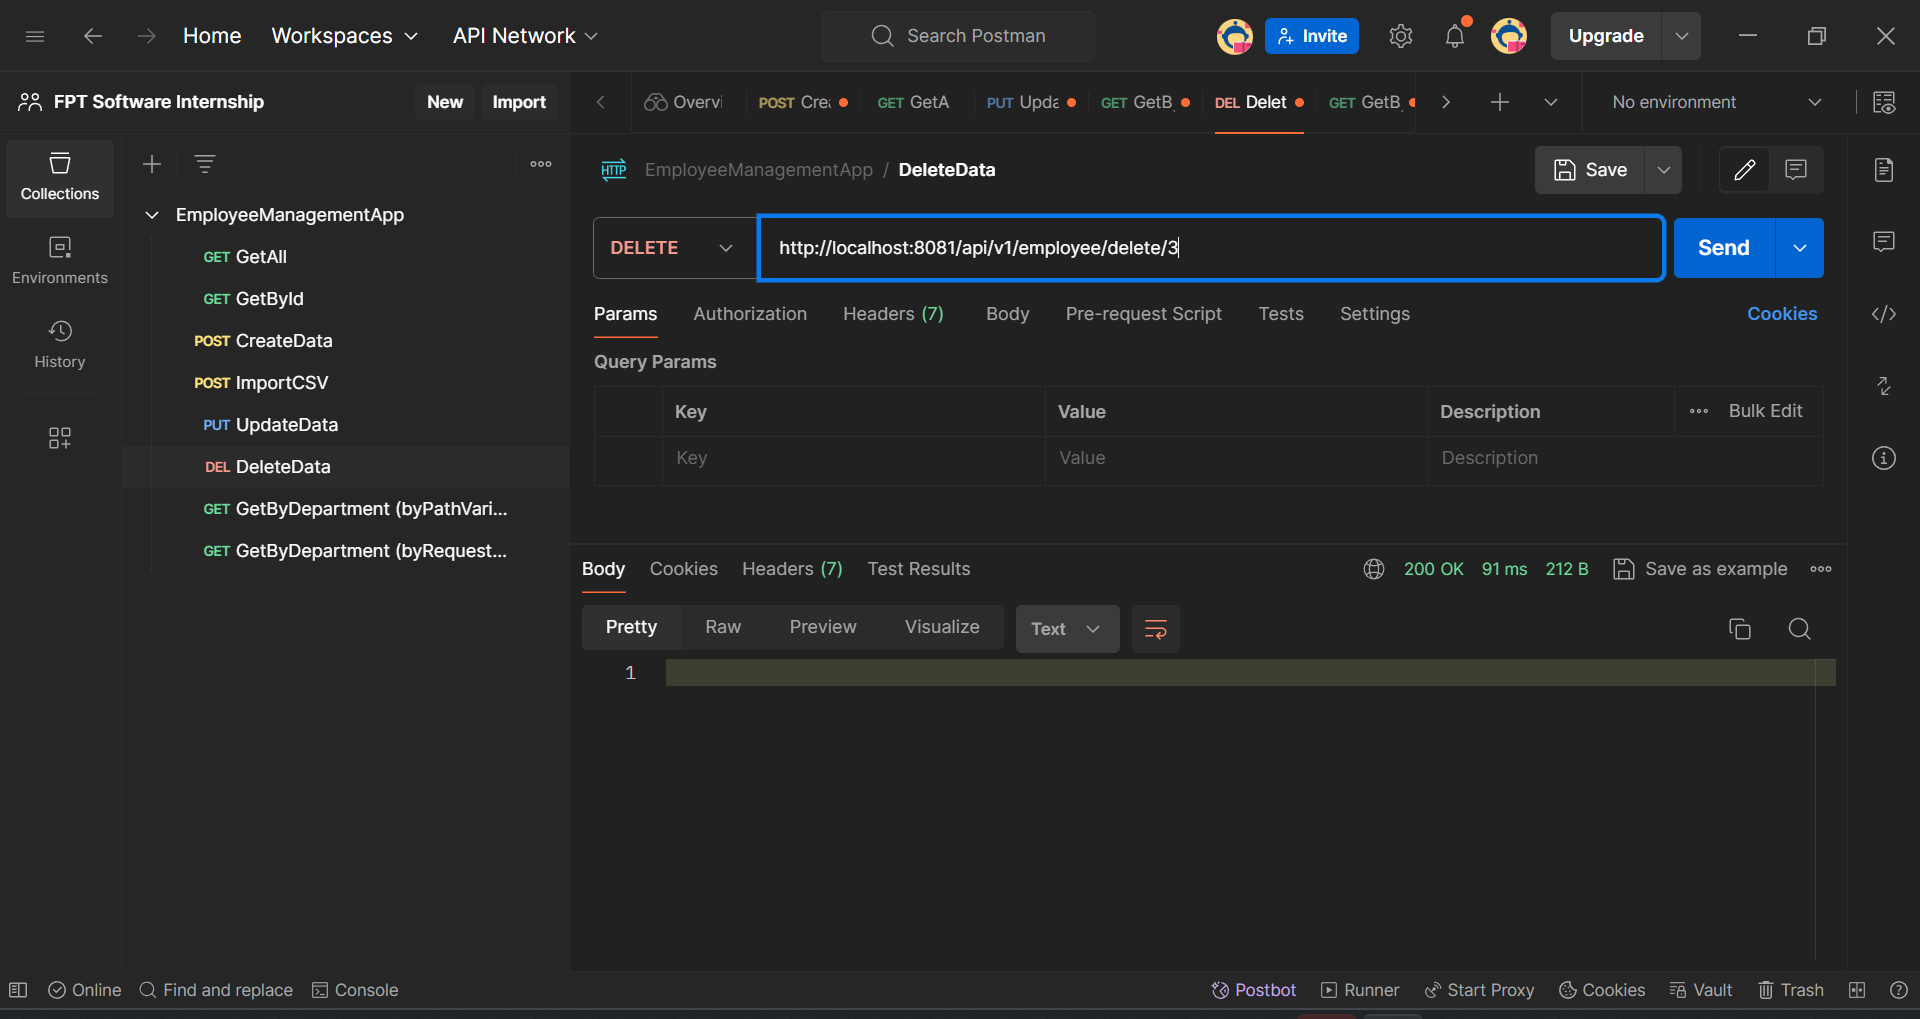 Home Workspaces API Network Search Postman Invite Upgrade
FPT Software Internship New Import
Overvi POST Crea GET GetA PUT Upda GET GetB DEL Delet GET GetB No environment
Collections
Environments
History
EmployeeManagementApp
GET GetAll
GET GetById
POST CreateData
POST ImportCSV
PUT UpdateData
DEL DeleteData
GET GetByDepartment (byPathVari...
GET GetByDepartment (byRequest...
HTTP EmployeeManagementApp / DeleteData Save
DELETE http://localhost:8081/api/v1/employee/delete/3 Send
Params Authorization Headers (7) Body Pre-request Script Tests Settings Cookies
Query Params
Key Value Description Bulk Edit
Key Value Description
Body Cookies Headers (7) Test Results 200 OK 91 ms 212 B Save as example
Pretty Raw Preview Visualize Text
1
Online Find and replace Console Postbot Runner Start Proxy Cookies Vault Trash